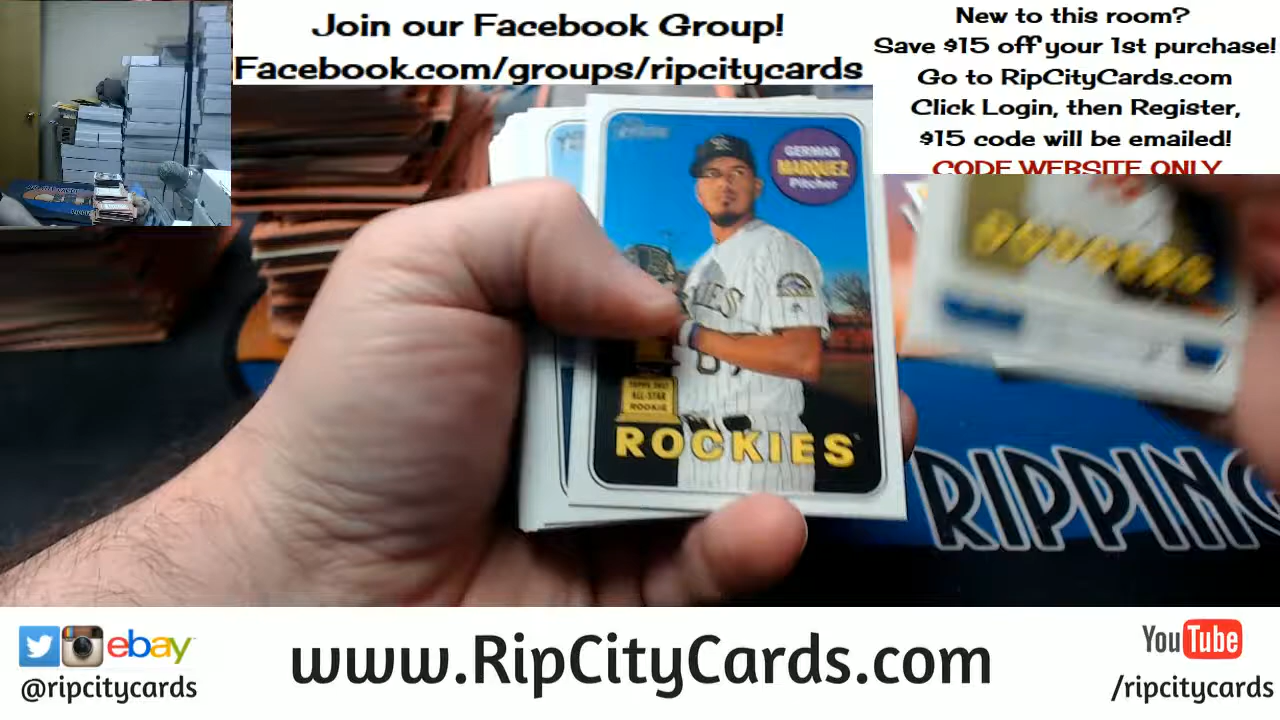 Join our Facebook Group!
Facebook.com/groups/ripcitycards
New to this room?
Save $15 off your 1st purchase!
Go to RipCityCards.com
Click Login, then Register,
$15 code will be emailed!
CODE WEBSITE ONLY
GERMAN
MARQUEZ
Pitcher
TOPPS 2017
ALL-STAR
ROOKIE
ROCKIES
RIPPING
ebay
@ripcitycards
www.RipCityCards.com
YouTube
/ripcitycards